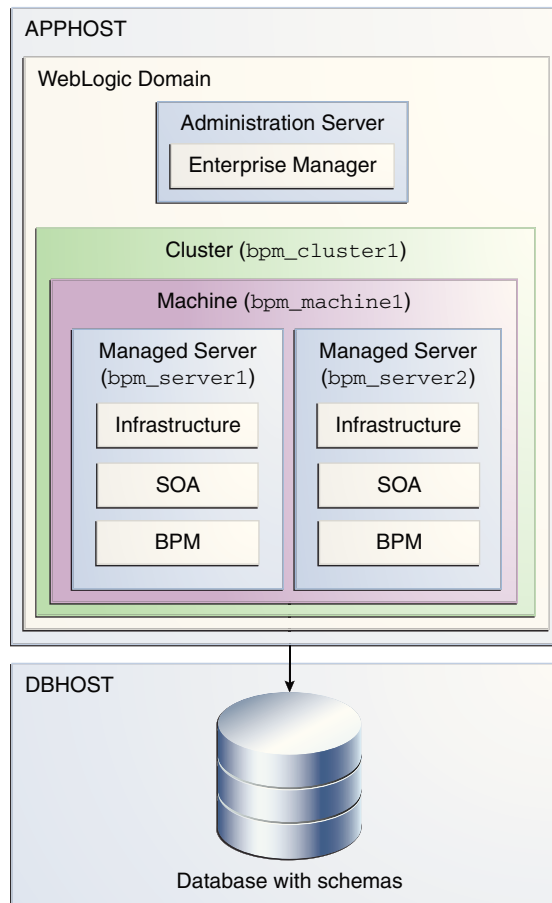 APPHOST
WebLogic Domain
Administration Server
Enterprise Manager
Cluster (bpm_cluster1)
Machine (bpm_machine1)
Managed Server
(bpm_server1)
Infrastructure
SOA
BPM
Managed Server
(bpm_server2)
Infrastructure
SOA
BPM
DBHOST
Database with schemas